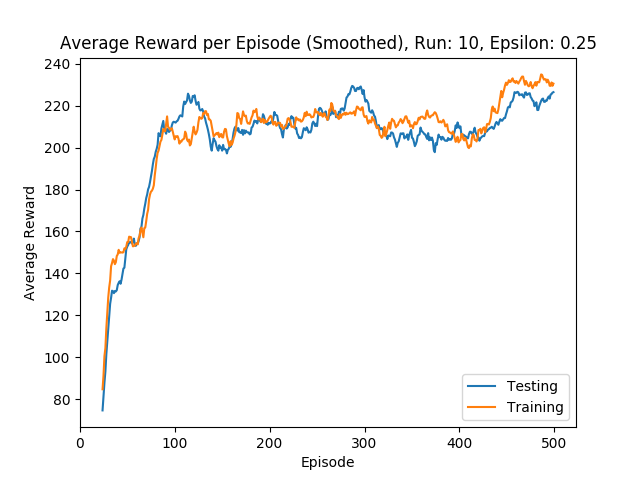 Average Reward per Episode (Smoothed), Run: 10, Epsilon: 0.25
240
220
200
180
160
140
120
100
80
Average Reward
0 100 200 300 400 500
Episode
Testing
Training